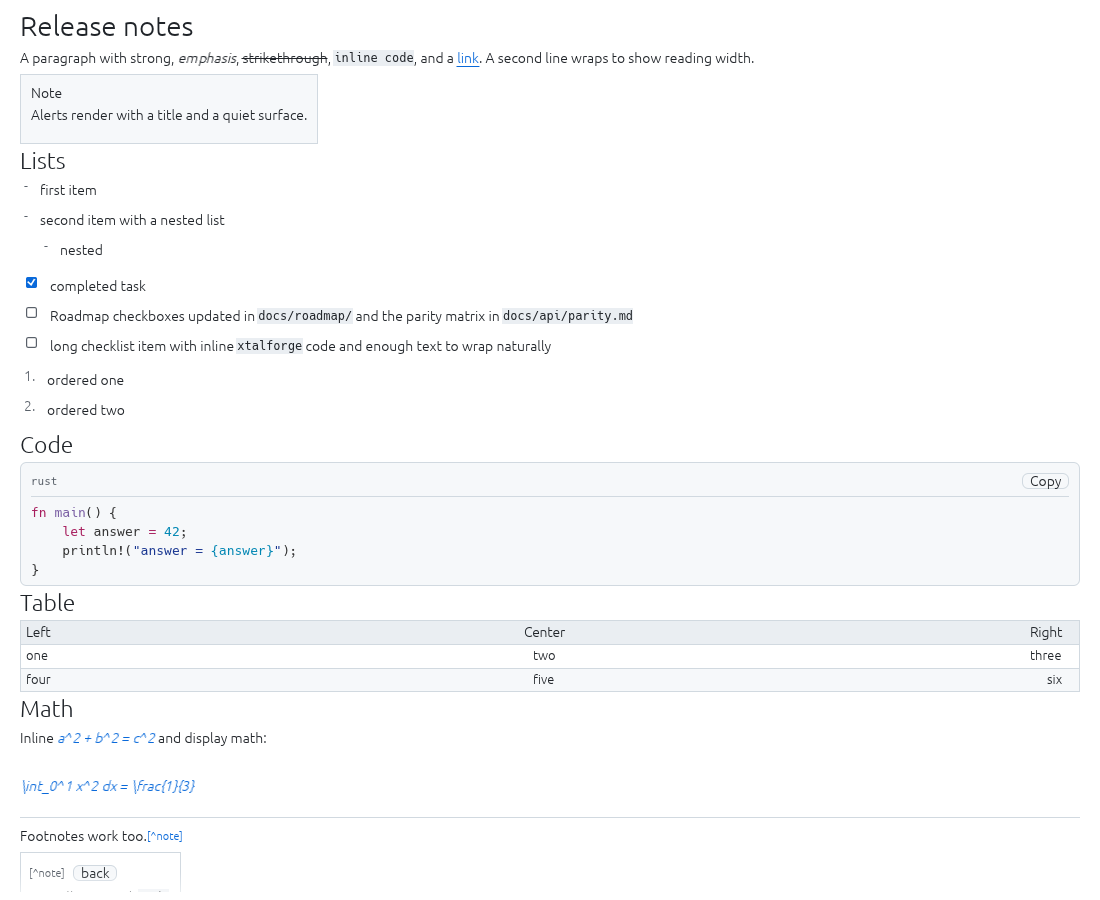 Release notes
A paragraph with strong, emphasis, strikethrough, inline code, and a link. A second line wraps to show reading width.
Note
Alerts render with a title and a quiet surface.
Lists
- first item
- second item with a nested list
- nested
completed task
Roadmap checkboxes updated in docs/roadmap/ and the parity matrix in docs/api/parity.md
long checklist item with inline xtalforge code and enough text to wrap naturally
1. ordered one
2. ordered two
Code
rust Copy
fn main() {
    let answer = 42;
    println!("answer = {answer}");
}
Table
Left Center Right
one two three
four five six
Math
Inline a^2 + b^2 = c^2 and display math:
\int_0^1 x^2 dx = \frac{1}{3}
Footnotes work too.[^note]
[^note] back